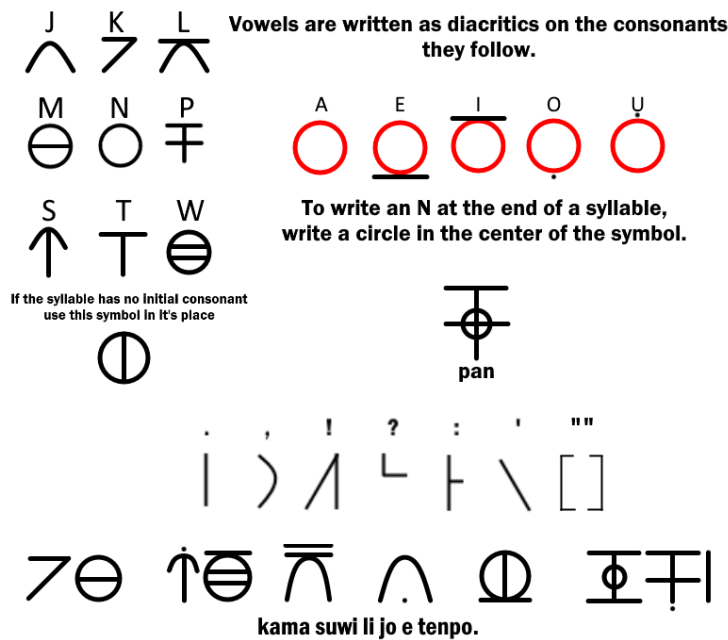 J K L
Vowels are written as diacritics on the consonants
they follow.
M N P
A E I O U
S T W
To write an N at the end of a syllable,
write a circle in the center of the symbol.
If the syllable has no initial consonant
use this symbol in it's place
pan
. , ! ? : ' ""
kama suwi li jo e tenpo.